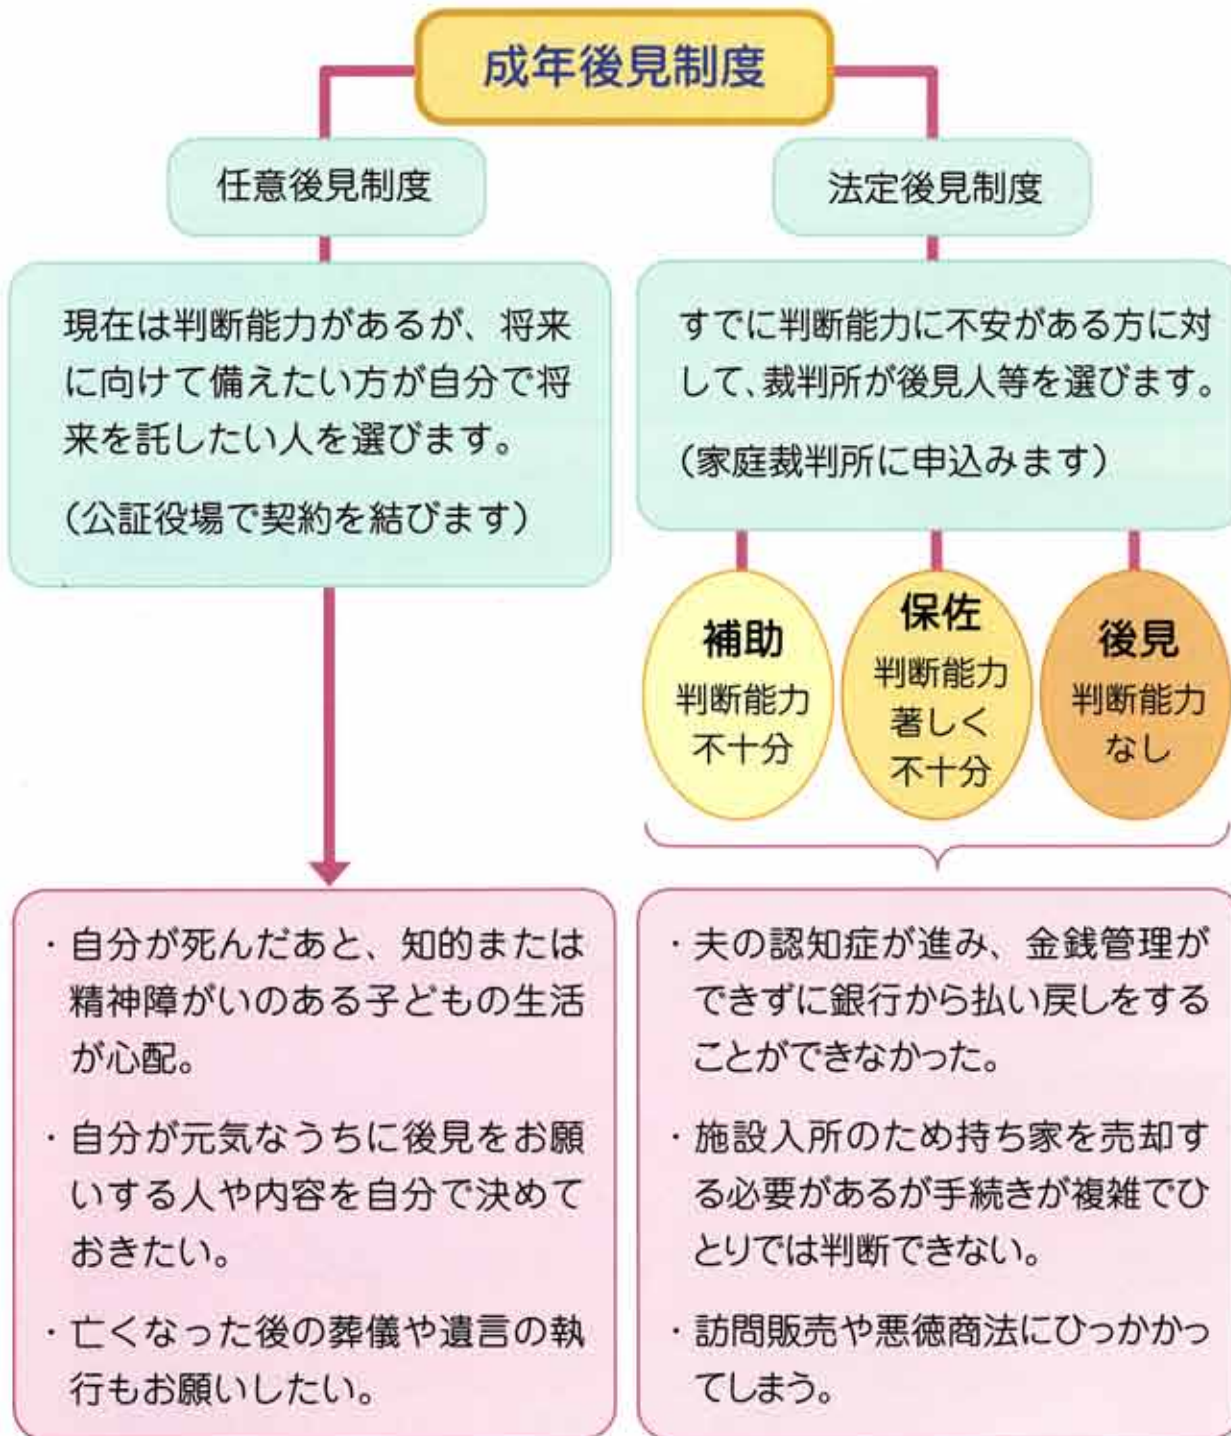 成年後見制度
任意後見制度
現在は判断能力があるが、将来
に向けて備えたい方が自分で将
来を託したい人を選びます。
（公証役場で契約を結びます）
・自分が死んだあと、知的または
精神障がいのある子どもの生活
が心配。
・自分が元気なうちに後見をお願
いする人や内容を自分で決めて
おきたい。
・亡くなった後の葬儀や遺言の執
行もお願いしたい。
法定後見制度
すでに判断能力に不安がある方に対
して、裁判所が後見人等を選びます。
（家庭裁判所に申込みます）
補助
判断能力
不十分
保佐
判断能力
著しく
不十分
後見
判断能力
なし
・夫の認知症が進み、金銭管理が
できずに銀行から払い戻しをする
ことができなかった。
・施設入所のため持ち家を売却す
る必要があるが手続きが複雑でひ
とりでは判断できない。
・訪問販売や悪徳商法にひっかかっ
てしまう。